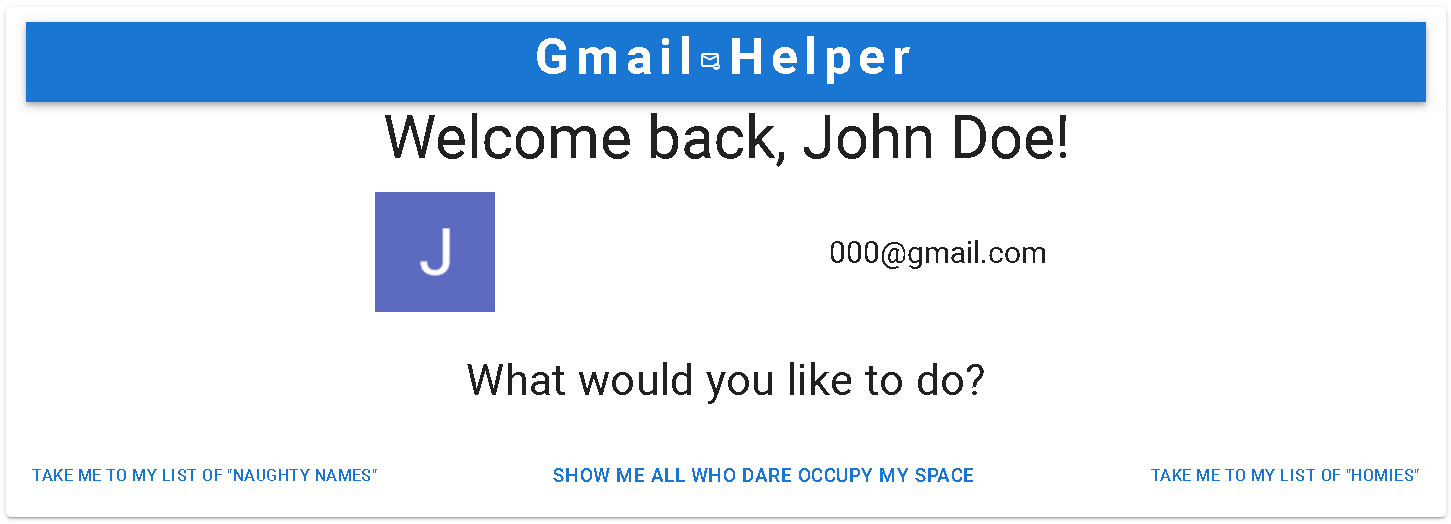 Gmail Helper
Welcome back, John Doe!
J
000@gmail.com
What would you like to do?
TAKE ME TO MY LIST OF "NAUGHTY NAMES"
SHOW ME ALL WHO DARE OCCUPY MY SPACE
TAKE ME TO MY LIST OF "HOMIES"